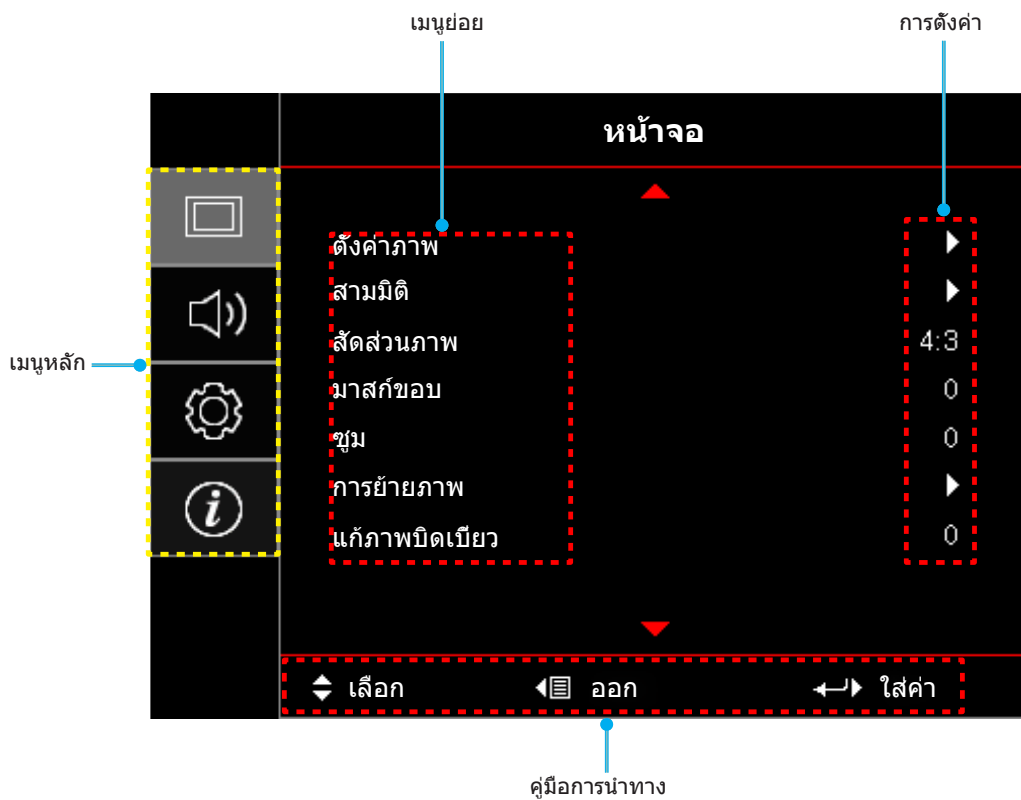 เมนูย่อย
การตั้งค่า
หน้าจอ
ตั้งค่าภาพ
สามมิติ
สัดส่วนภาพ 4:3
มาสก์ขอบ 0
ซูม 0
การย้ายภาพ
แก้ภาพบิดเบี้ยว 0
เมนูหลัก
เลือก ออก ใส่ค่า
คู่มือการนำทาง